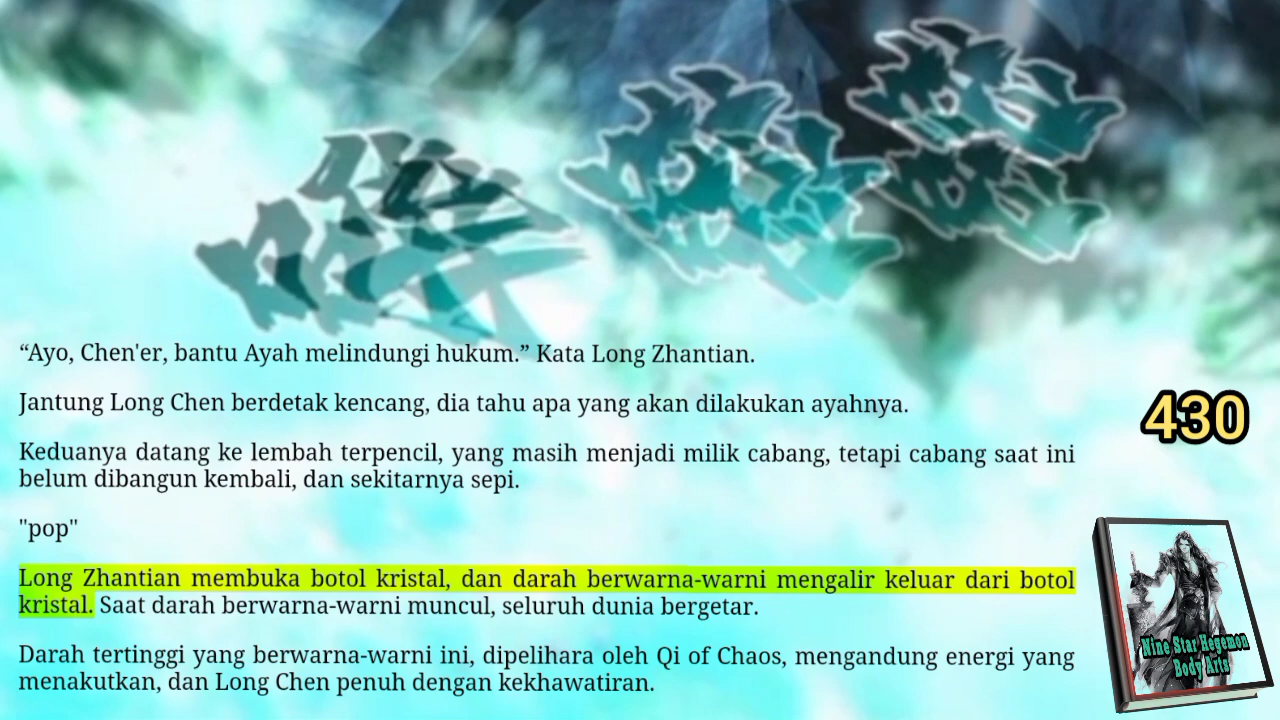 “Ayo, Chen'er, bantu Ayah melindungi hukum.” Kata Long Zhantian.
Jantung Long Chen berdetak kencang, dia tahu apa yang akan dilakukan ayahnya.
Keduanya datang ke lembah terpencil, yang masih menjadi milik cabang, tetapi cabang saat ini
belum dibangun kembali, dan sekitarnya sepi.
"pop"
Long Zhantian membuka botol kristal, dan darah berwarna-warni mengalir keluar dari botol
kristal. Saat darah berwarna-warni muncul, seluruh dunia bergetar.
Darah tertinggi yang berwarna-warni ini, dipelihara oleh Qi of Chaos, mengandung energi yang
menakutkan, dan Long Chen penuh dengan kekhawatiran.
430
Nine Star Hegemon
Body Arts